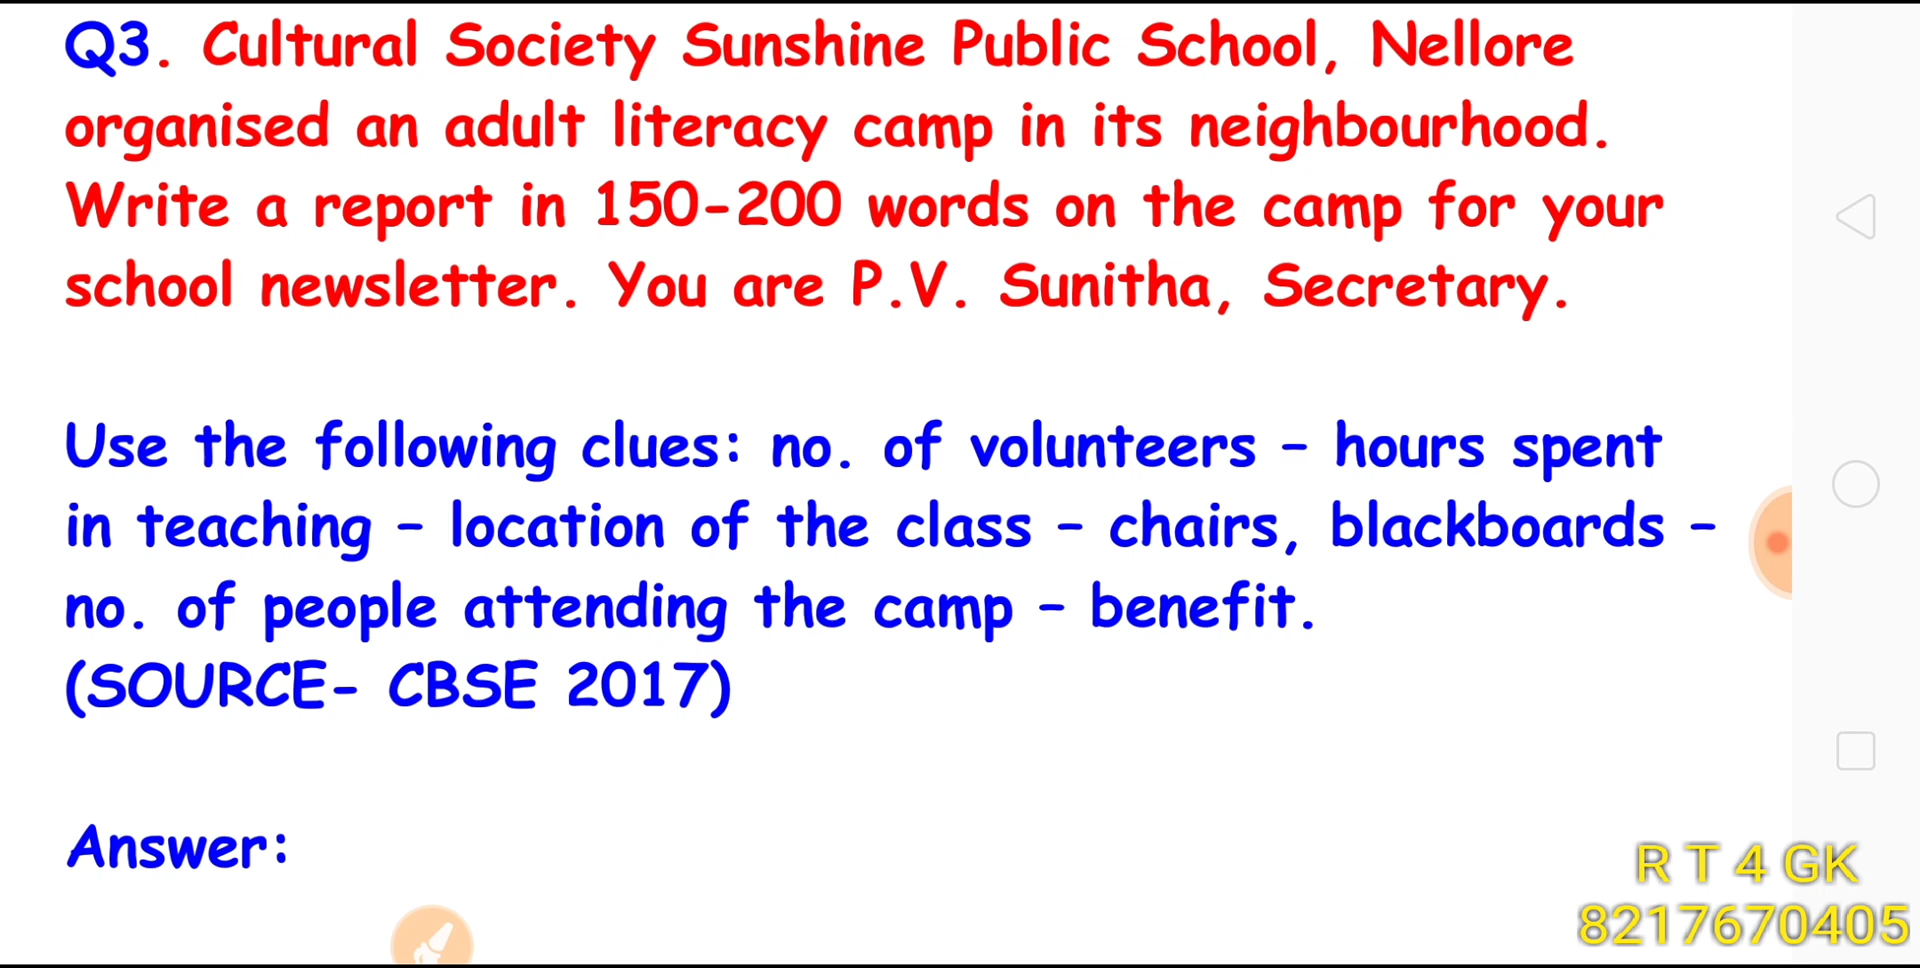 Q3. Cultural Society Sunshine Public School, Nellore
organised an adult literacy camp in its neighbourhood.
Write a report in 150-200 words on the camp for your
school newsletter. You are P.V. Sunitha, Secretary.
Use the following clues: no. of volunteers - hours spent
in teaching - location of the class - chairs, blackboards -
no. of people attending the camp - benefit.
(SOURCE- CBSE 2017)
Answer:
R T 4 GK
8217670405